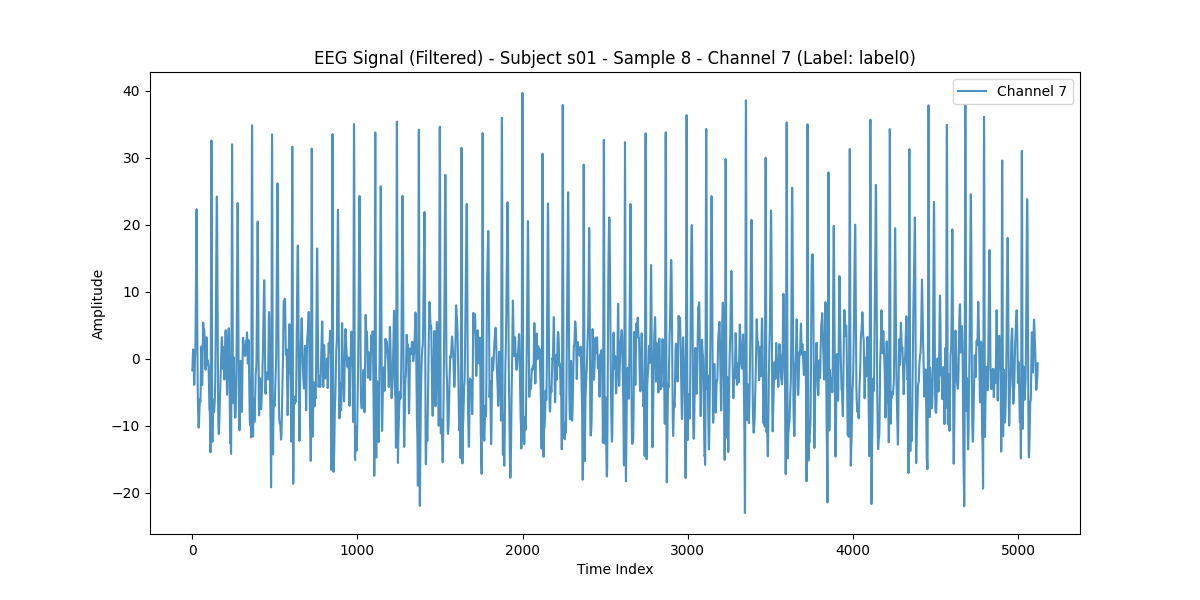 EEG Signal (Filtered) - Subject s01 - Sample 8 - Channel 7 (Label: label0)
Channel 7
40
30
20
10
0
−10
−20
Amplitude
0 1000 2000 3000 4000 5000
Time Index